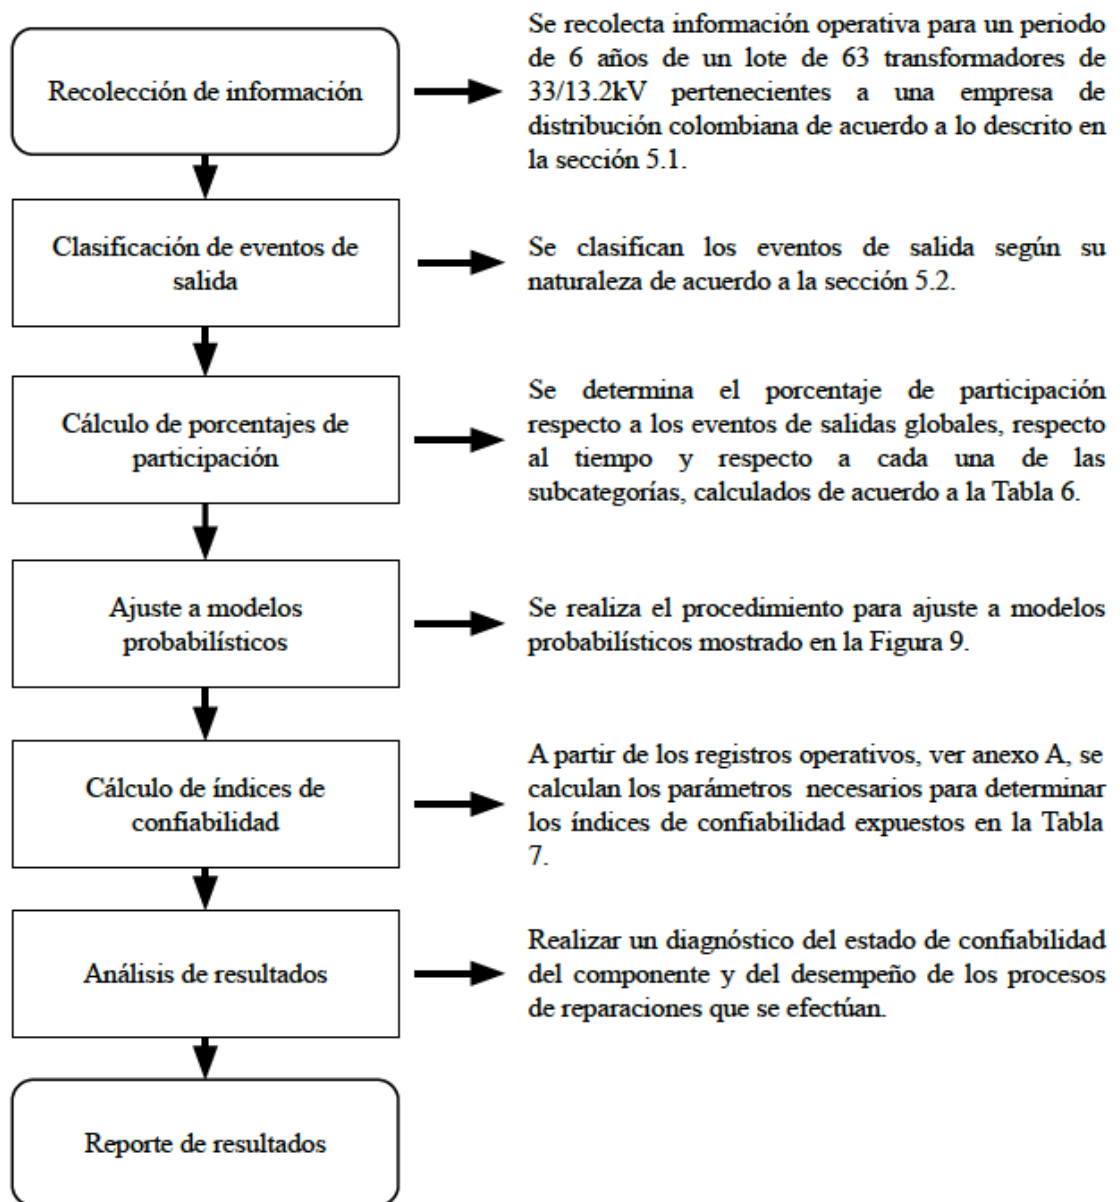 Recolección de información
Se recolecta información operativa para un periodo
de 6 años de un lote de 63 transformadores de
33/13.2kV pertenecientes a una empresa de
distribución colombiana de acuerdo a lo descrito en
la sección 5.1.
Clasificación de eventos de
salida
Se clasifican los eventos de salida según su
naturaleza de acuerdo a la sección 5.2.
Cálculo de porcentajes de
participación
Se determina el porcentaje de participación
respecto a los eventos de salidas globales, respecto
al tiempo y respecto a cada una de las
subcategorías, calculados de acuerdo a la Tabla 6.
Ajuste a modelos
probabilísticos
Se realiza el procedimiento para ajuste a modelos
probabilísticos mostrado en la Figura 9.
Cálculo de índices de
confiabilidad
A partir de los registros operativos, ver anexo A, se
calculan los parámetros necesarios para determinar
los índices de confiabilidad expuestos en la Tabla
7.
Análisis de resultados
Realizar un diagnóstico del estado de confiabilidad
del componente y del desempeño de los procesos
de reparaciones que se efectúan.
Reporte de resultados